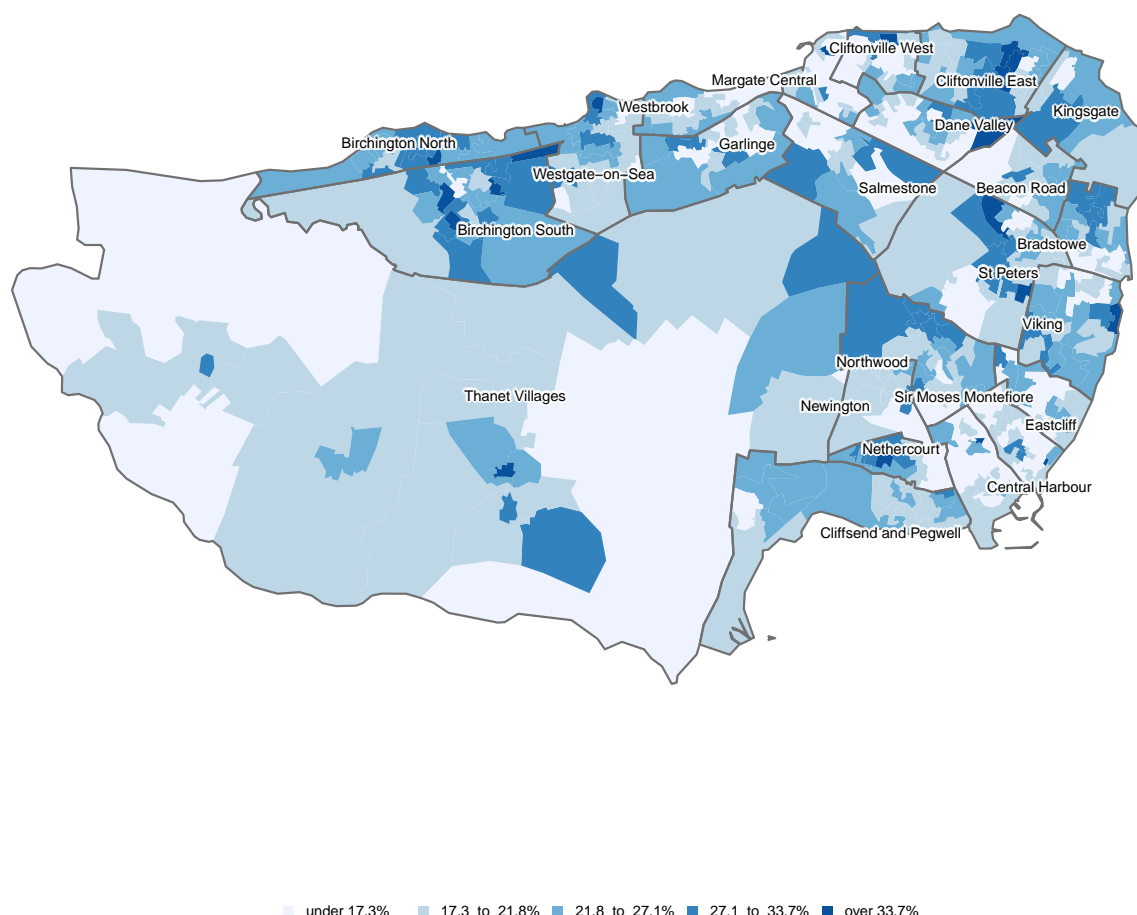 Cliftonville West
Margate Central
Cliftonville East
Westbrook
Kingsgate
Dane Valley
Birchington North
Garlinge
Westgate−on−Sea
Salmestone
Beacon Road
Birchington South
Bradstowe
St Peters
Viking
Northwood
Thanet Villages
Sir Moses Montefiore
Newington
Eastcliff
Nethercourt
Central Harbour
Cliffsend and Pegwell
under 17.3% 17.3 to 21.8% 21.8 to 27.1% 27.1 to 33.7% over 33.7%